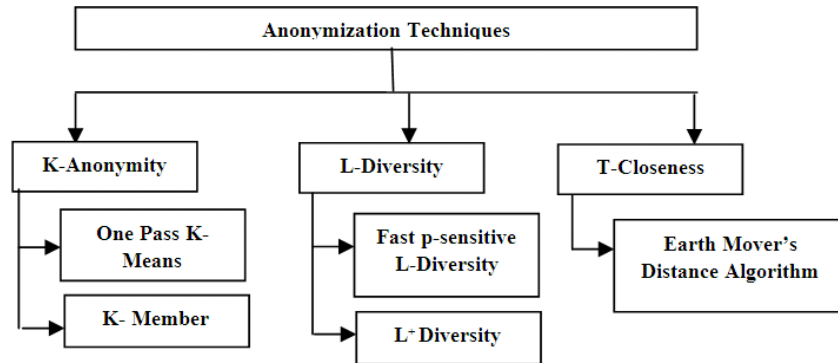 Anonymization Techniques
K-Anonymity
L-Diversity
T-Closeness
One Pass K-
Means
Fast p-sensitive
L-Diversity
Earth Mover’s
Distance Algorithm
K- Member
L⁺ Diversity